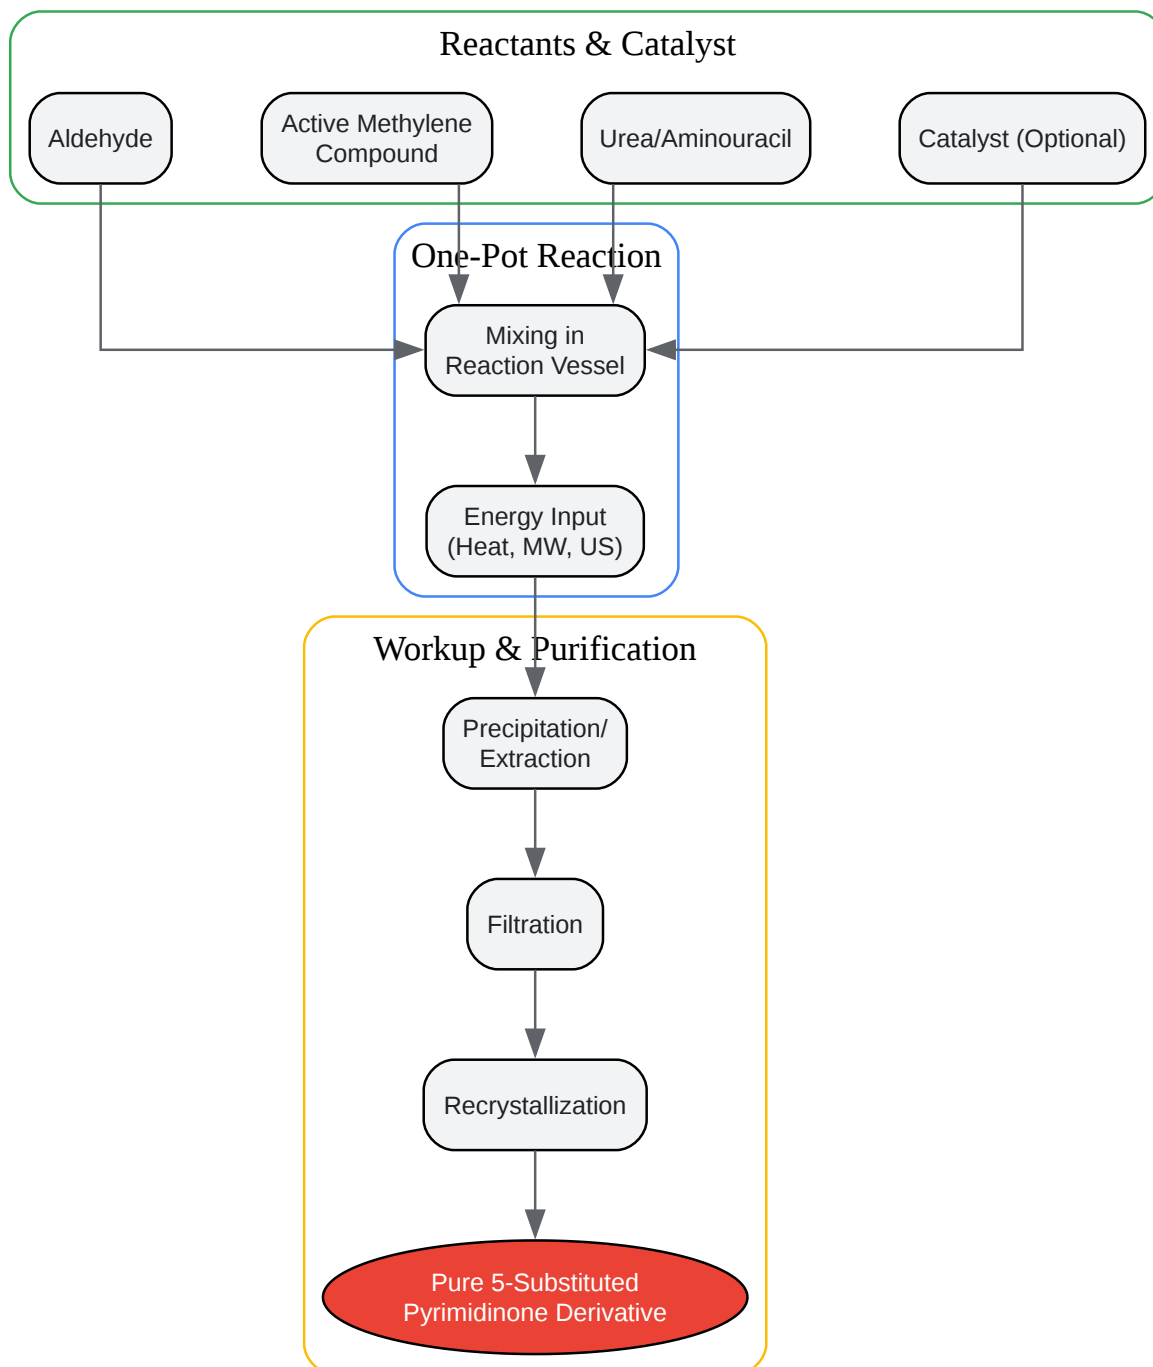 Reactants & Catalyst
Aldehyde
Active Methylene
Compound
Urea/Aminouracil
Catalyst (Optional)
One-Pot Reaction
Mixing in
Reaction Vessel
Energy Input
(Heat, MW, US)
Workup & Purification
Precipitation/
Extraction
Filtration
Recrystallization
Pure 5-Substituted
Pyrimidinone Derivative